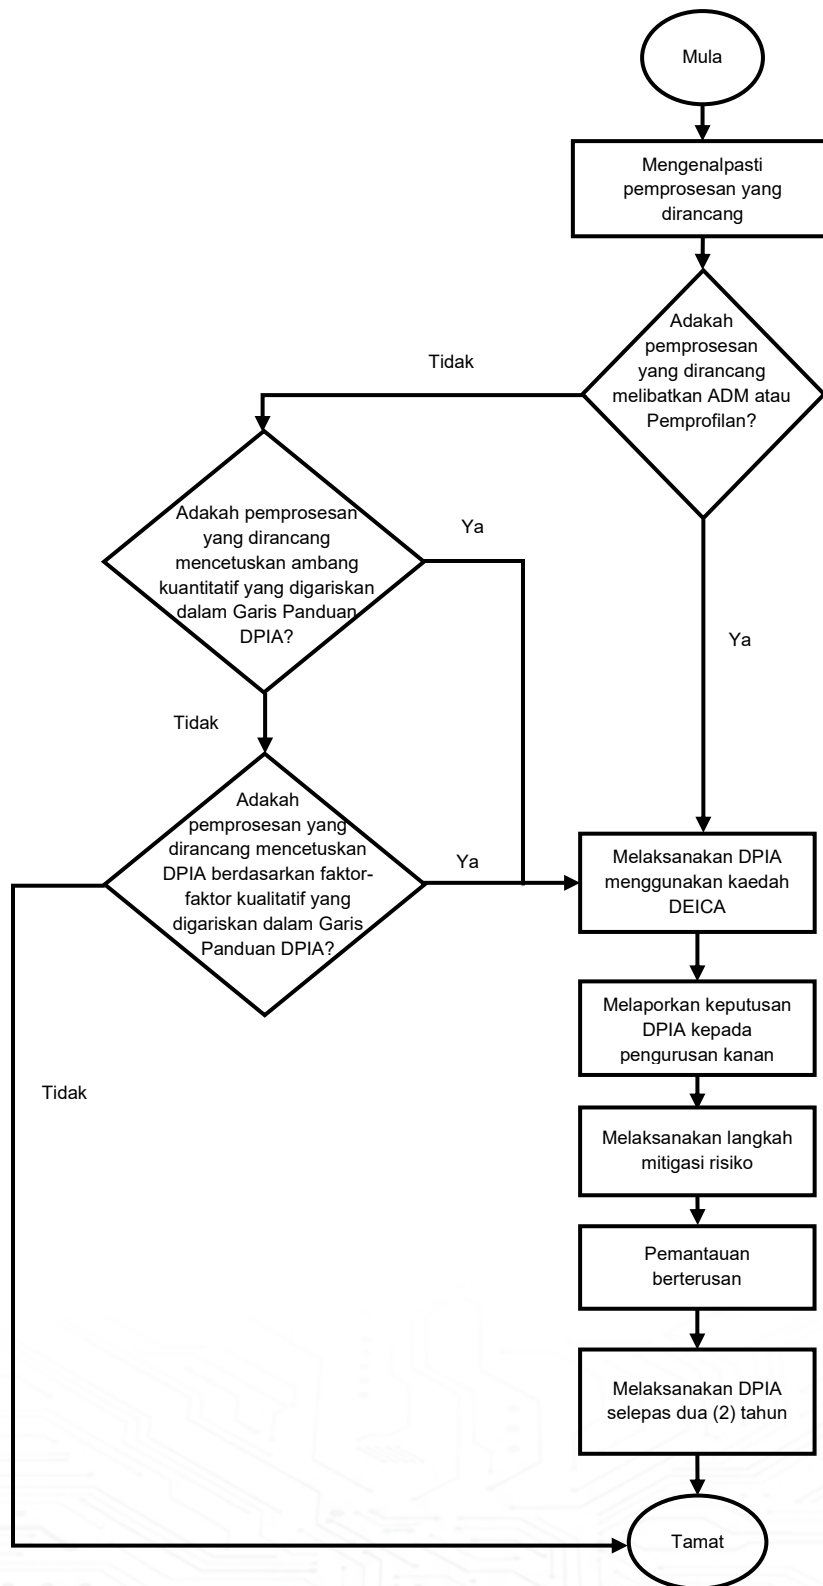 Mula
Mengenalpasti
pemprosesan yang
dirancang
Adakah
pemprosesan
yang dirancang
melibatkan ADM atau
Pemprofilan?
Tidak
Adakah pemprosesan
yang dirancang
mencetuskan ambang
kuantitatif yang digariskan
dalam Garis Panduan
DPIA?
Ya
Ya
Tidak
Adakah
pemprosesan yang
dirancang mencetuskan
DPIA berdasarkan faktor-
faktor kualitatif yang
digariskan dalam Garis
Panduan DPIA?
Ya
Melaksanakan DPIA
menggunakan kaedah
DEICA
Melaporkan keputusan
DPIA kepada
pengurusan kanan
Tidak
Melaksanakan langkah
mitigasi risiko
Pemantauan
berterusan
Melaksanakan DPIA
selepas dua (2) tahun
Tamat